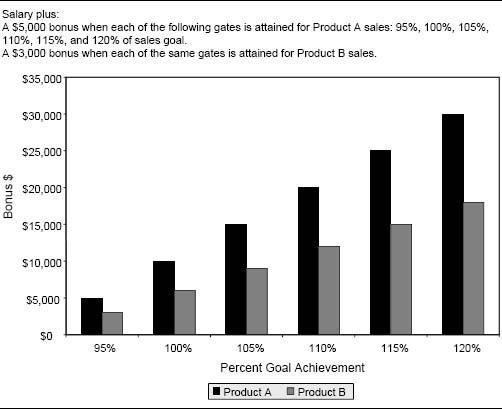 Salary plus:
A $5,000 bonus when each of the following gates is attained for Product A sales: 95%, 100%, 105%,
110%, 115%, and 120% of sales goal.
A $3,000 bonus when each of the same gates is attained for Product B sales.
$35,000
$30,000
$25,000
$20,000
$15,000
$10,000
$5,000
$0
Bonus $
95% 100% 105% 110% 115% 120%
Percent Goal Achievement
Product A Product B